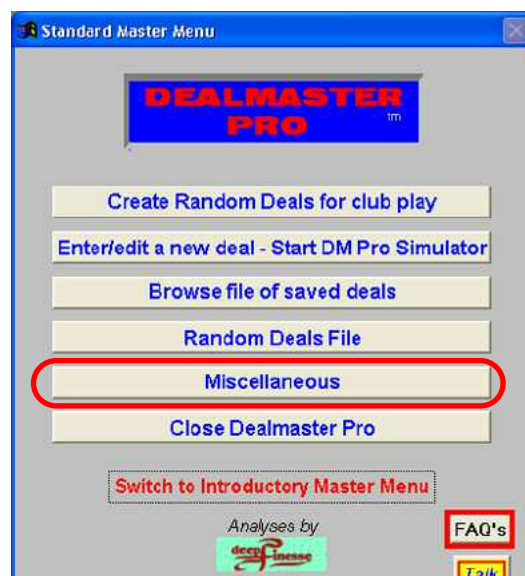 Standard Master Menu
DEALMASTER
PRO tm
Create Random Deals for club play
Enter/edit a new deal - Start DM Pro Simulator
Browse file of saved deals
Random Deals File
Miscellaneous
Close Dealmaster Pro
Switch to Introductory Master Menu
Analyses by
FAQ's
deep finesse
Talk